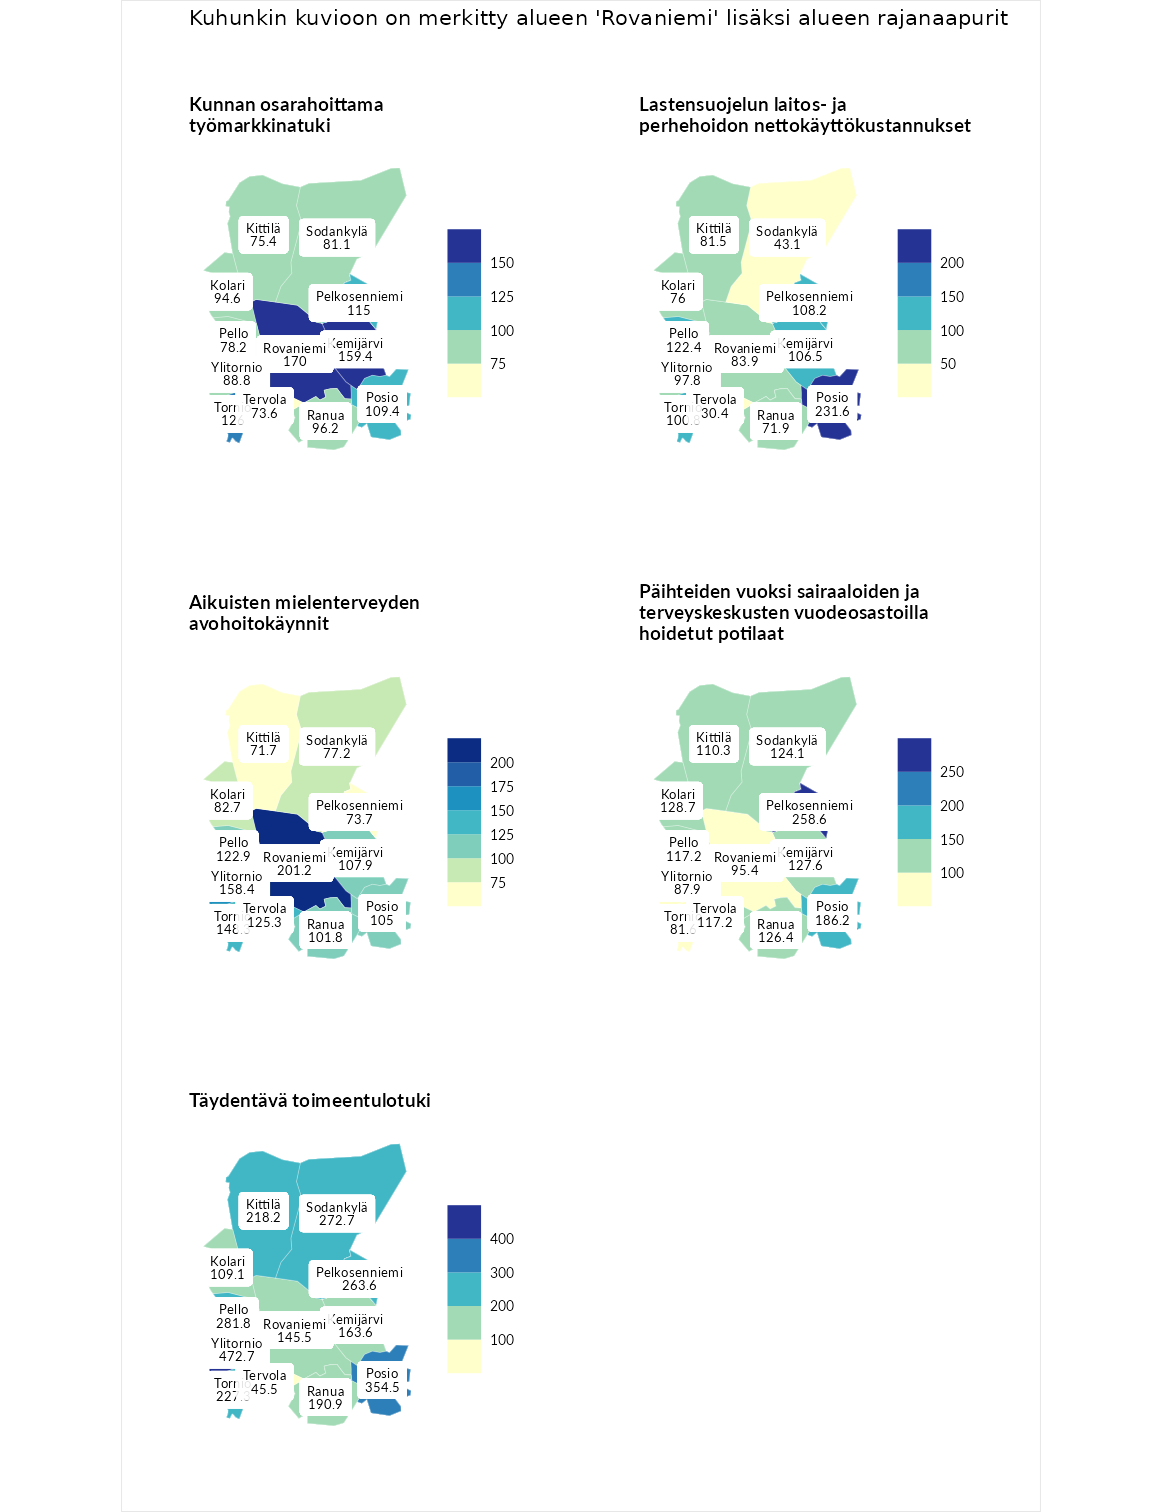 Kuhunkin kuvioon on merkitty alueen 'Rovaniemi' lisäksi alueen rajanaapurit
Kunnan osarahoittama
työmarkkinatuki
Kittilä
75.4
Sodankylä
81.1
Kolari
94.6
Pelkosenniemi
115
Pello
78.2
Rovaniemi
170
Kemijärvi
159.4
Ylitornio
88.8
Tervola
73.6
Ranua
96.2
Posio
109.4
150
125
100
75
Lastensuojelun laitos- ja
perhehoidon nettokäyttökustannukset
Kittilä
81.5
Sodankylä
43.1
Kolari
76
Pelkosenniemi
108.2
Pello
122.4
Rovaniemi
83.9
Kemijärvi
106.5
Ylitornio
97.8
Tervola
30.4
Ranua
71.9
Posio
231.6
200
150
100
50
Aikuisten mielenterveyden
avohoitokäynnit
Kittilä
71.7
Sodankylä
77.2
Kolari
82.7
Pelkosenniemi
73.7
Pello
122.9
Rovaniemi
201.2
Kemijärvi
107.9
Ylitornio
158.4
Tervola
125.3
Ranua
101.8
Posio
105
200
175
150
125
100
75
Päihteiden vuoksi sairaaloiden ja
terveyskeskusten vuodeosastoilla
hoidetut potilaat
Kittilä
110.3
Sodankylä
124.1
Kolari
128.7
Pelkosenniemi
258.6
Pello
117.2
Rovaniemi
95.4
Kemijärvi
127.6
Ylitornio
87.9
Tervola
117.2
Ranua
126.4
Posio
186.2
250
200
150
100
Täydentävä toimeentulotuki
Kittilä
218.2
Sodankylä
272.7
Kolari
109.1
Pelkosenniemi
263.6
Pello
281.8
Rovaniemi
145.5
Kemijärvi
163.6
Ylitornio
472.7
Tervola
45.5
Ranua
190.9
Posio
354.5
400
300
200
100